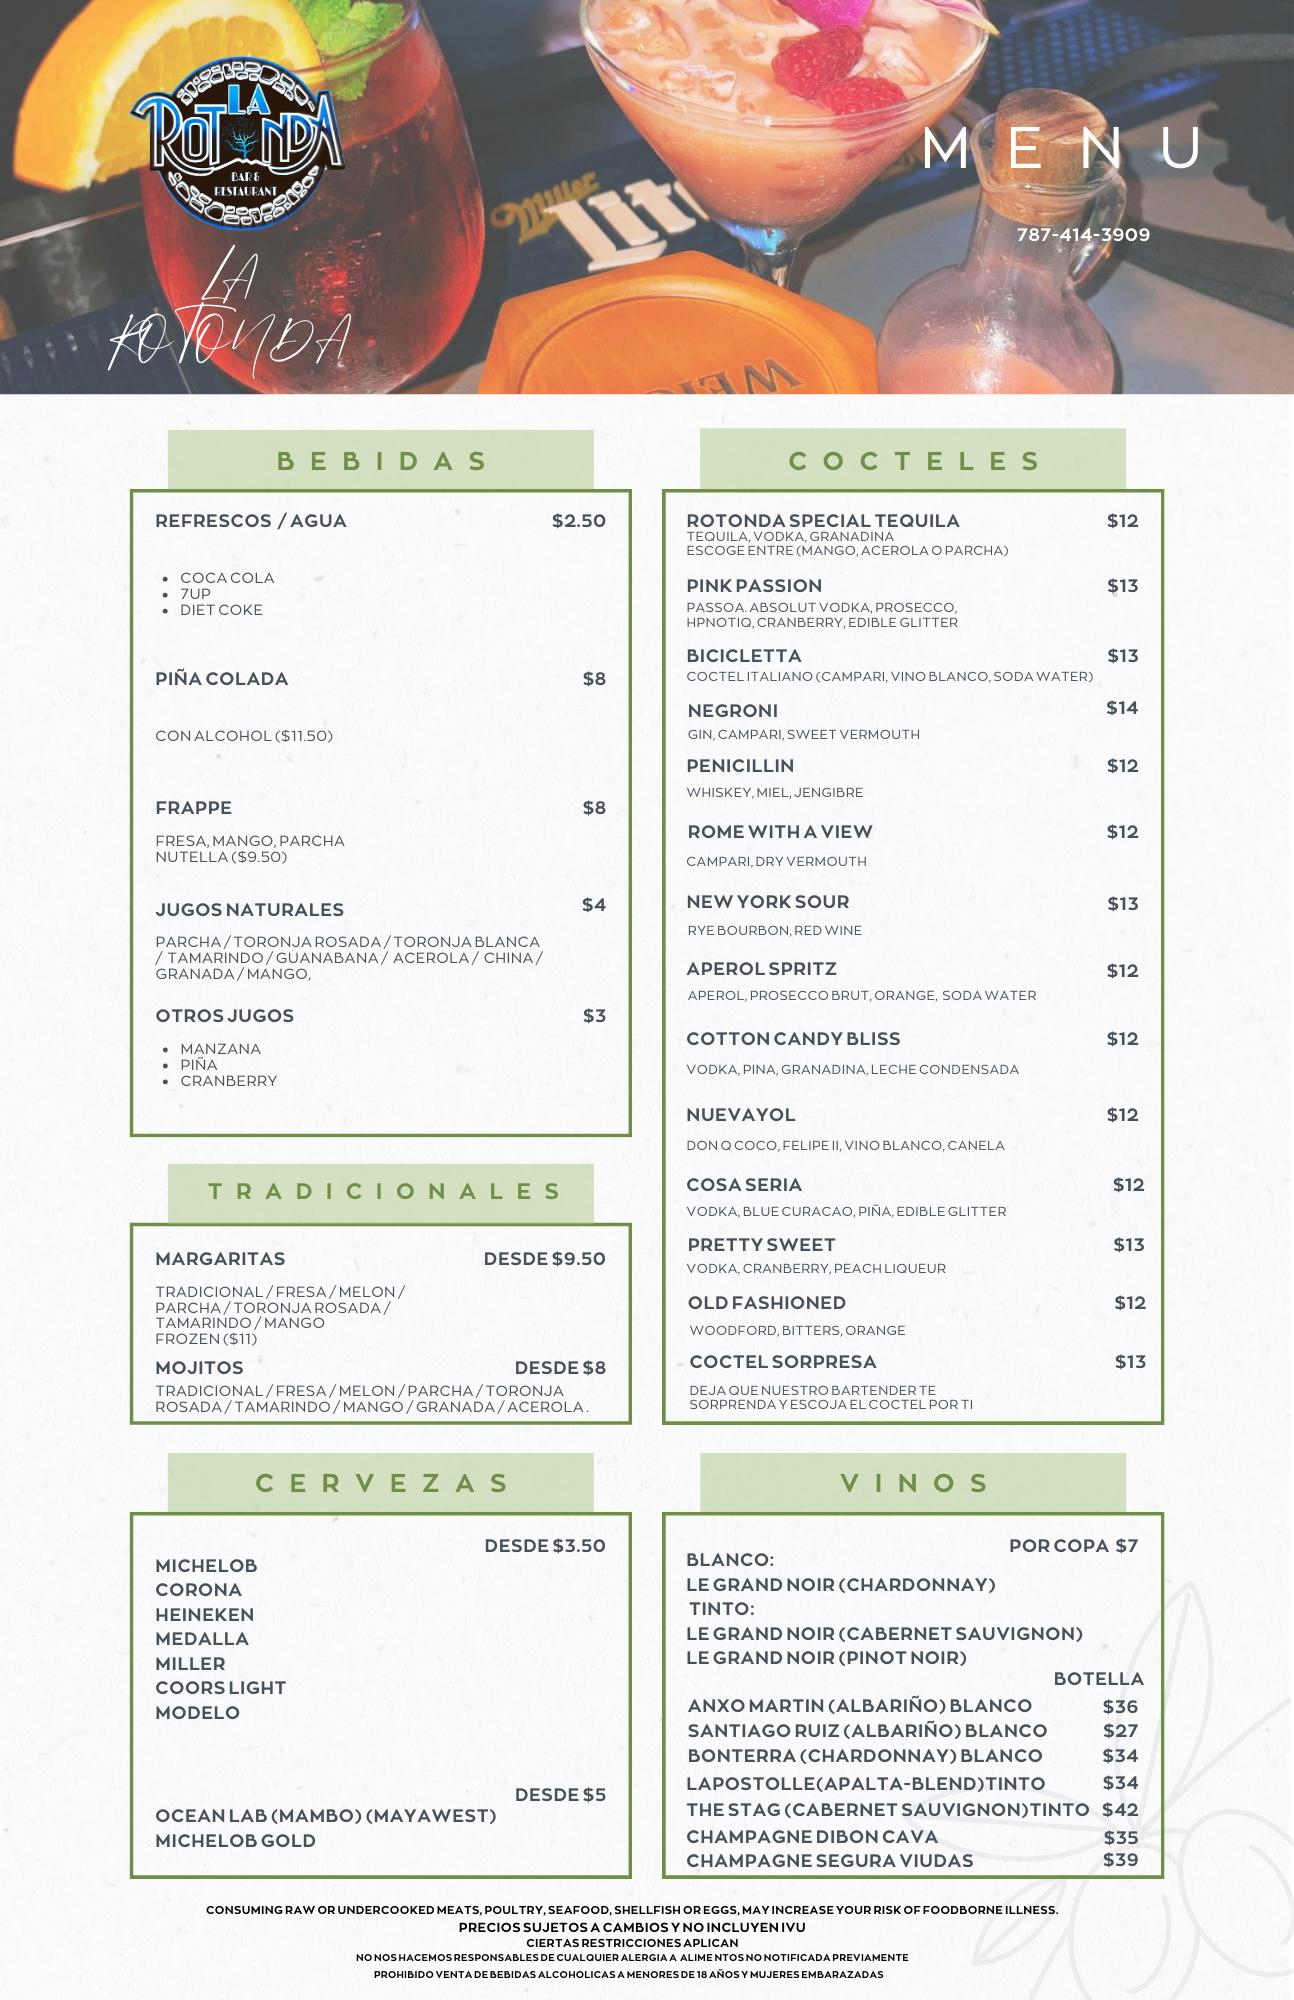 LA
ROTONDA
BAR &
RESTAURANT
LA
ROTONDA
Miller
Lite
MENU
787-414-3909
BEBIDAS
REFRESCOS / AGUA $2.50
• COCA COLA
• 7UP
• DIET COKE
PIÑA COLADA $8
CON ALCOHOL ($11.50)
FRAPPE $8
FRESA, MANGO, PARCHA
NUTELLA ($9.50)
JUGOS NATURALES $4
PARCHA / TORONJA ROSADA / TORONJA BLANCA
/ TAMARINDO / GUANABANA / ACEROLA / CHINA /
GRANADA / MANGO,
OTROS JUGOS $3
• MANZANA
• PIÑA
• CRANBERRY
TRADICIONALES
MARGARITAS DESDE $9.50
TRADICIONAL / FRESA / MELON /
PARCHA / TORONJA ROSADA /
TAMARINDO / MANGO
FROZEN ($11)
MOJITOS DESDE $8
TRADICIONAL / FRESA / MELON / PARCHA / TORONJA
ROSADA / TAMARINDO / MANGO / GRANADA / ACEROLA .
COCTELES
ROTONDA SPECIAL TEQUILA $12
TEQUILA, VODKA, GRANADINA
ESCOGE ENTRE (MANGO, ACEROLA O PARCHA)
PINK PASSION $13
PASSOA. ABSOLUT VODKA, PROSECCO,
HPNOTIQ, CRANBERRY, EDIBLE GLITTER
BICICLETTA $13
COCTEL ITALIANO (CAMPARI, VINO BLANCO, SODA WATER)
NEGRONI $14
GIN, CAMPARI, SWEET VERMOUTH
PENICILLIN $12
WHISKEY, MIEL, JENGIBRE
ROME WITH A VIEW $12
CAMPARI, DRY VERMOUTH
NEW YORK SOUR $13
RYE BOURBON, RED WINE
APEROL SPRITZ $12
APEROL, PROSECCO BRUT, ORANGE, SODA WATER
COTTON CANDY BLISS $12
VODKA, PINA, GRANADINA, LECHE CONDENSADA
NUEVAYOL $12
DON Q COCO, FELIPE II, VINO BLANCO, CANELA
COSA SERIA $12
VODKA, BLUE CURACAO, PIÑA, EDIBLE GLITTER
PRETTY SWEET $13
VODKA, CRANBERRY, PEACH LIQUEUR
OLD FASHIONED $12
WOODFORD, BITTERS, ORANGE
COCTEL SORPRESA $13
DEJA QUE NUESTRO BARTENDER TE
SORPRENDA Y ESCOJA EL COCTEL POR TI
CERVEZAS
DESDE $3.50
MICHELOB
CORONA
HEINEKEN
MEDALLA
MILLER
COORS LIGHT
MODELO
DESDE $5
OCEAN LAB (MAMBO) (MAYAWEST)
MICHELOB GOLD
VINOS
POR COPA $7
BLANCO:
LE GRAND NOIR (CHARDONNAY)
TINTO:
LE GRAND NOIR (CABERNET SAUVIGNON)
LE GRAND NOIR (PINOT NOIR)
BOTELLA
ANXO MARTIN (ALBARIÑO) BLANCO $36
SANTIAGO RUIZ (ALBARIÑO) BLANCO $27
BONTERRA (CHARDONNAY) BLANCO $34
LAPOSTOLLE(APALTA-BLEND)TINTO $34
THE STAG (CABERNET SAUVIGNON)TINTO $42
CHAMPAGNE DIBON CAVA $35
CHAMPAGNE SEGURA VIUDAS $39
CONSUMING RAW OR UNDERCOOKED MEATS, POULTRY, SEAFOOD, SHELLFISH OR EGGS, MAY INCREASE YOUR RISK OF FOODBORNE ILLNESS.
PRECIOS SUJETOS A CAMBIOS Y NO INCLUYEN IVU
CIERTAS RESTRICCIONES APLICAN
NO NOS HACEMOS RESPONSABLES DE CUALQUIER ALERGIA A ALIME NTOS NO NOTIFICADA PREVIAMENTE
PROHIBIDO VENTA DE BEBIDAS ALCOHOLICAS A MENORES DE 18 AÑOS Y MUJERES EMBARAZADAS